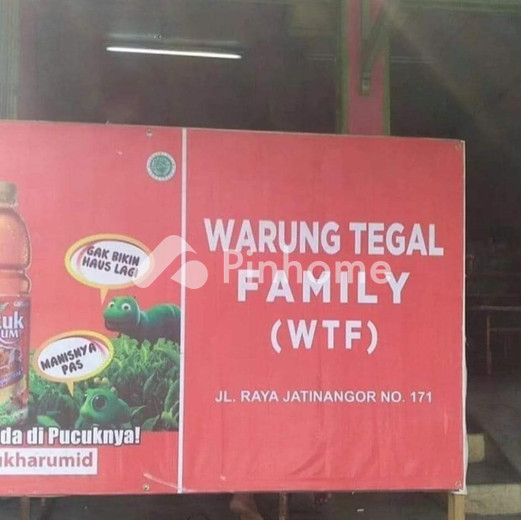 GAK BIKIN
HAUS LAGI
MANISNYA
PAS
da di Pucuknya!
ukharumid
WARUNG TEGAL
FAMILY
(WTF)
JL. RAYA JATINANGOR NO. 171
Pinhome